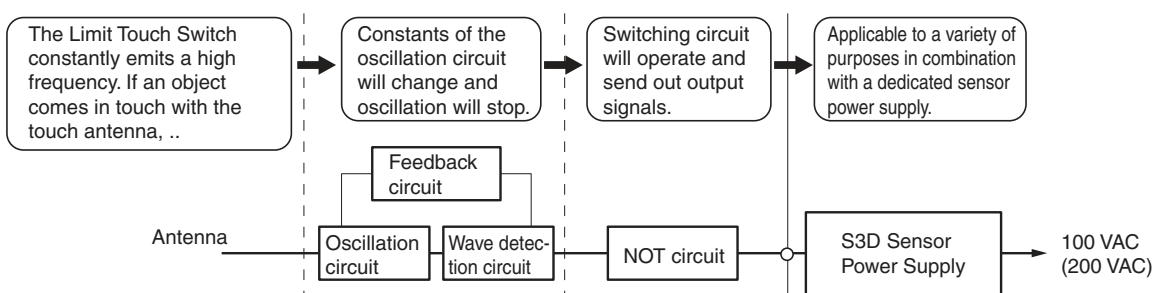 The Limit Touch Switch
constantly emits a high
frequency. If an object
comes in touch with the
touch antenna, ..
Constants of the
oscillation circuit
will change and
oscillation will stop.
Switching circuit
will operate and
send out output
signals.
Applicable to a variety of
purposes in combination
with a dedicated sensor
power supply.
Feedback
circuit
Antenna
Oscillation
circuit
Wave detec-
tion circuit
NOT circuit
S3D Sensor
Power Supply
100 VAC
(200 VAC)